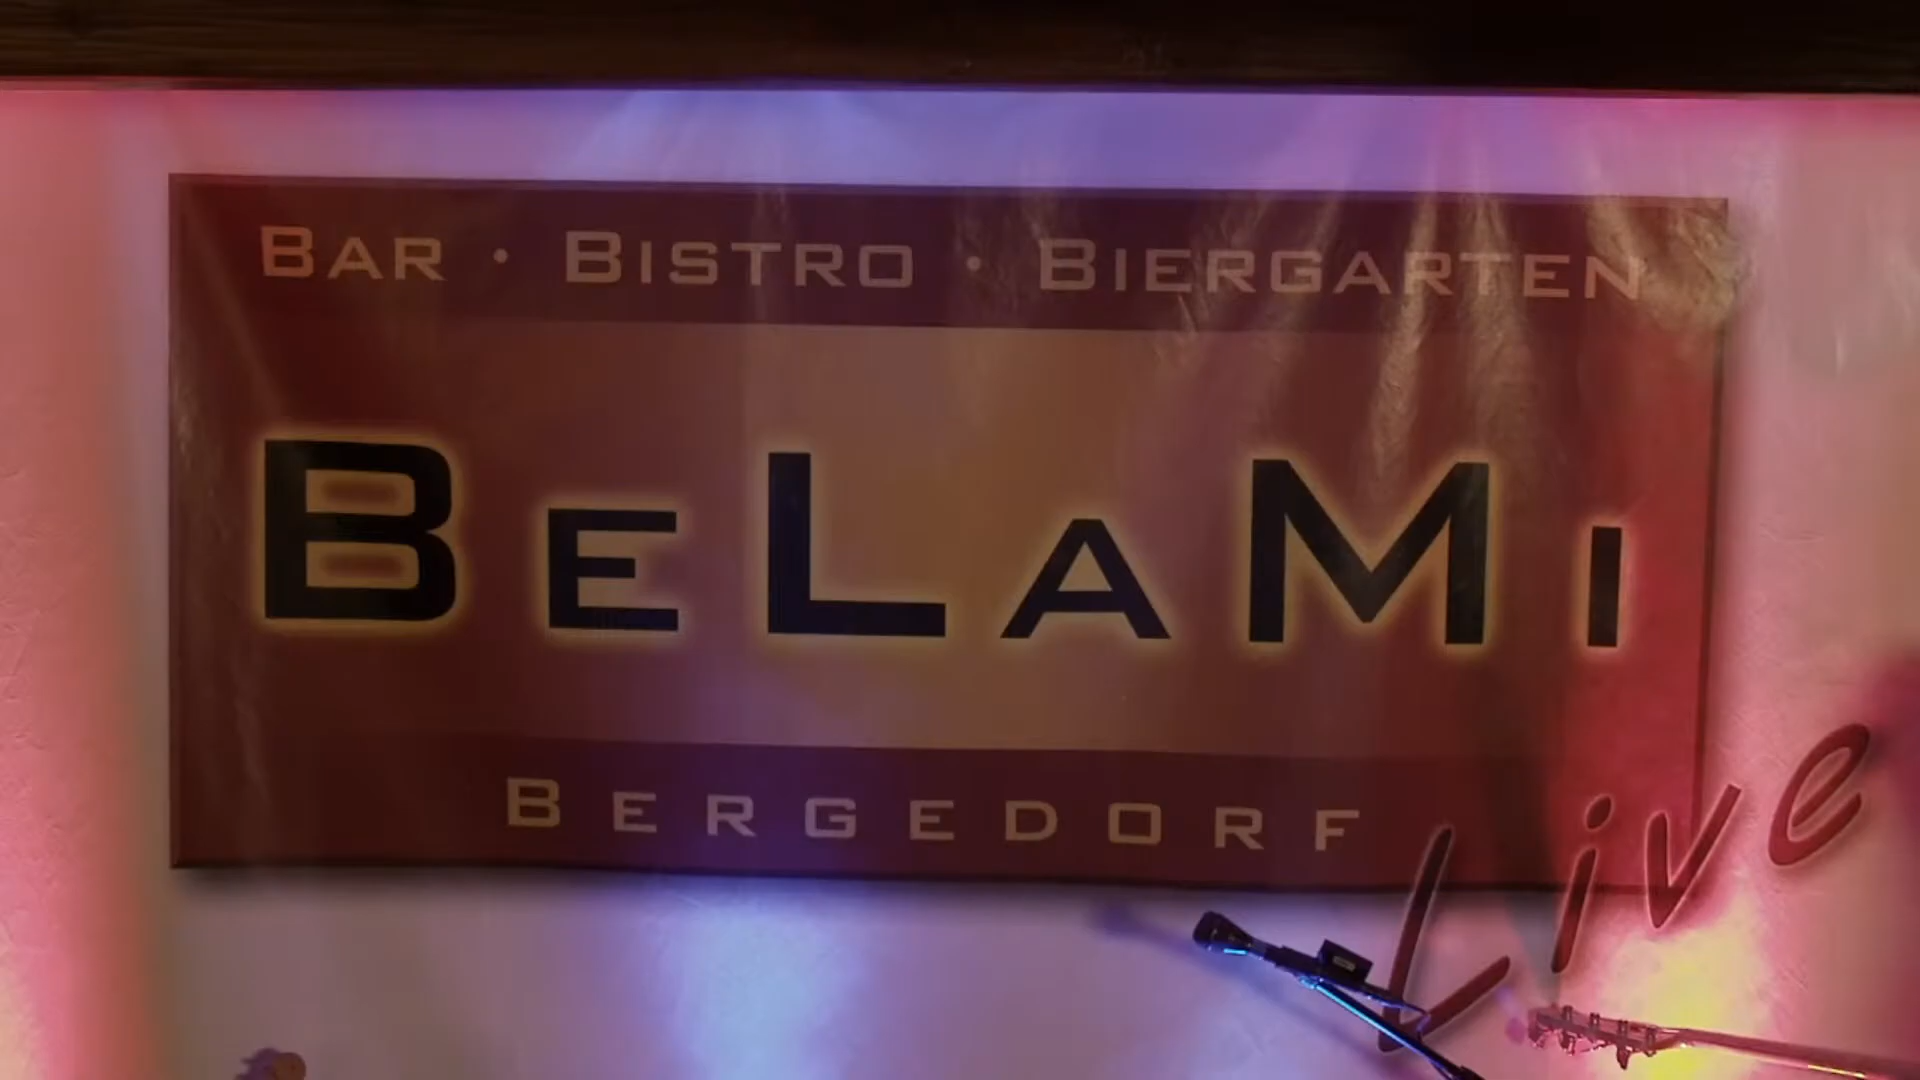 BAR • BISTRO • BIERGARTEN
BELAMI
BERGEDORF
Live